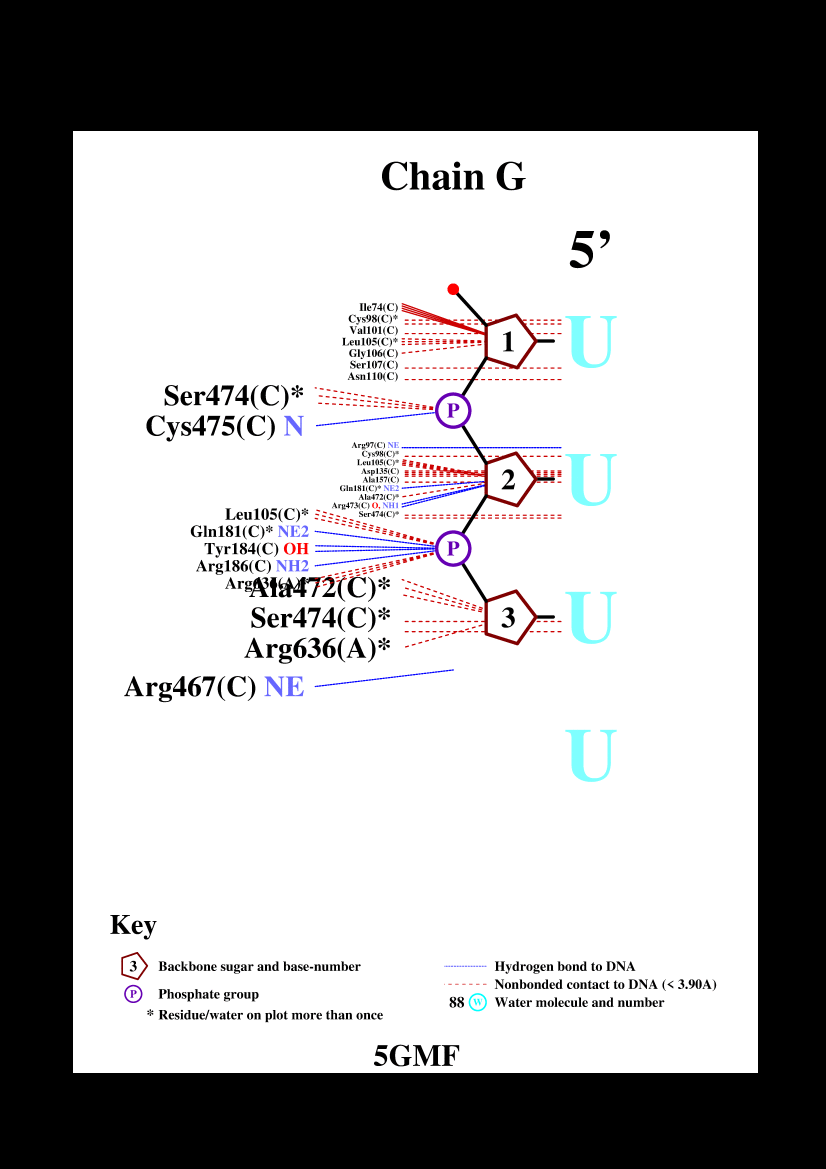 Chain G
5’
Ile74(C)
Cys98(C)*
Val101(C)
Leu105(C)*
Gly106(C)
Ser107(C)
Asn110(C)
1
U
Ser474(C)*
Cys475(C) N
P
Arg97(C) NE
Cys98(C)*
Leu105(C)*
Asp135(C)
Ala157(C)
Gln181(C)* NE2
Ala472(C)*
Arg473(C) O, NH1
Ser474(C)*
2
U
Leu105(C)*
Gln181(C)* NE2
Tyr184(C) OH
Arg186(C) NH2
Arg636(A)*
P
Ala472(C)*
Ser474(C)*
Arg636(A)*
3
U
Arg467(C) NE
U
Key
3 Backbone sugar and base-number
P Phosphate group
* Residue/water on plot more than once
Hydrogen bond to DNA
Nonbonded contact to DNA (< 3.90A)
88 W Water molecule and number
5GMF